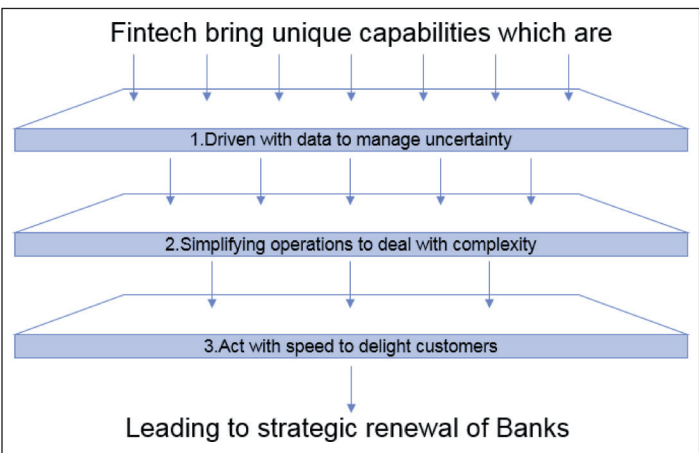 Fintech bring unique capabilities which are
1.Driven with data to manage uncertainty
2.Simplifying operations to deal with complexity
3.Act with speed to delight customers
Leading to strategic renewal of Banks